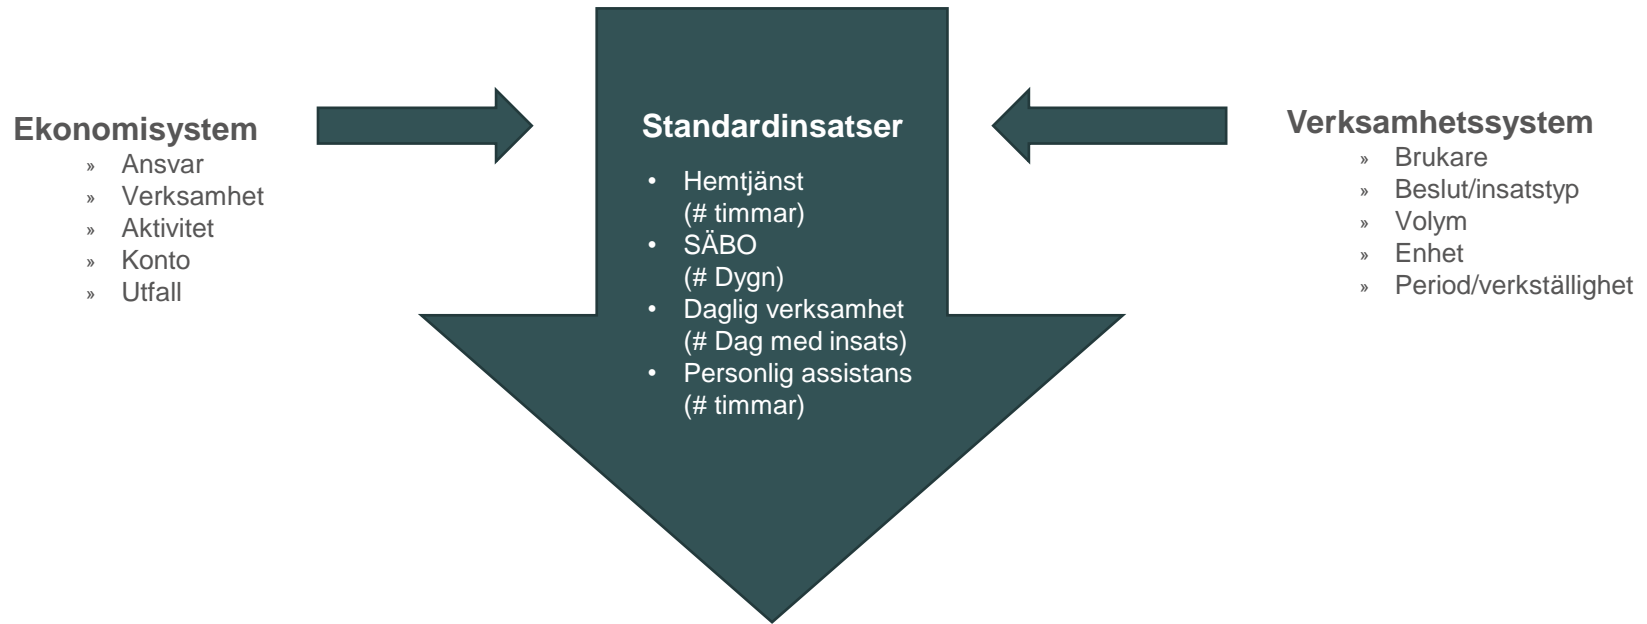 Ekonomisystem
» Ansvar
» Verksamhet
» Aktivitet
» Konto
» Utfall
Standardinsatser
• Hemtjänst
(# timmar)
• SÄBO
(# Dygn)
• Daglig verksamhet
(# Dag med insats)
• Personlig assistans
(# timmar)
Verksamhetssystem
» Brukare
» Beslut/insatstyp
» Volym
» Enhet
» Period/verkställighet